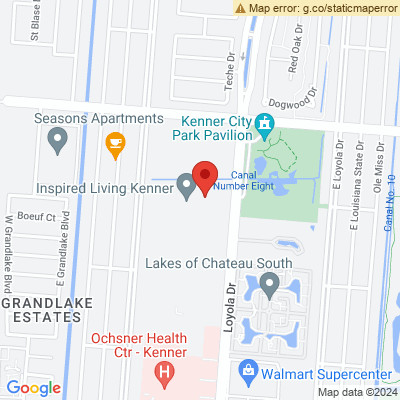 Map error: g.co/staticmaperror
St Blase
Teche Dr
Red Oak Dr
Dogwood Dr
Seasons Apartments
Kenner City
Park Pavilion
Canal
Number Eight
Inspired Living Kenner
E Loyola Dr
E Louisiana State Dr
Ole Miss Dr
Canal No. 10
Boeuf Ct
W Grandlake Blvd
E Grandlake Blvd
Lakes of Chateau South
GRANDLAKE
ESTATES
Loyola Dr
Ochsner Health
Ctr - Kenner
H
Walmart Supercenter
Google
Map data ©2024